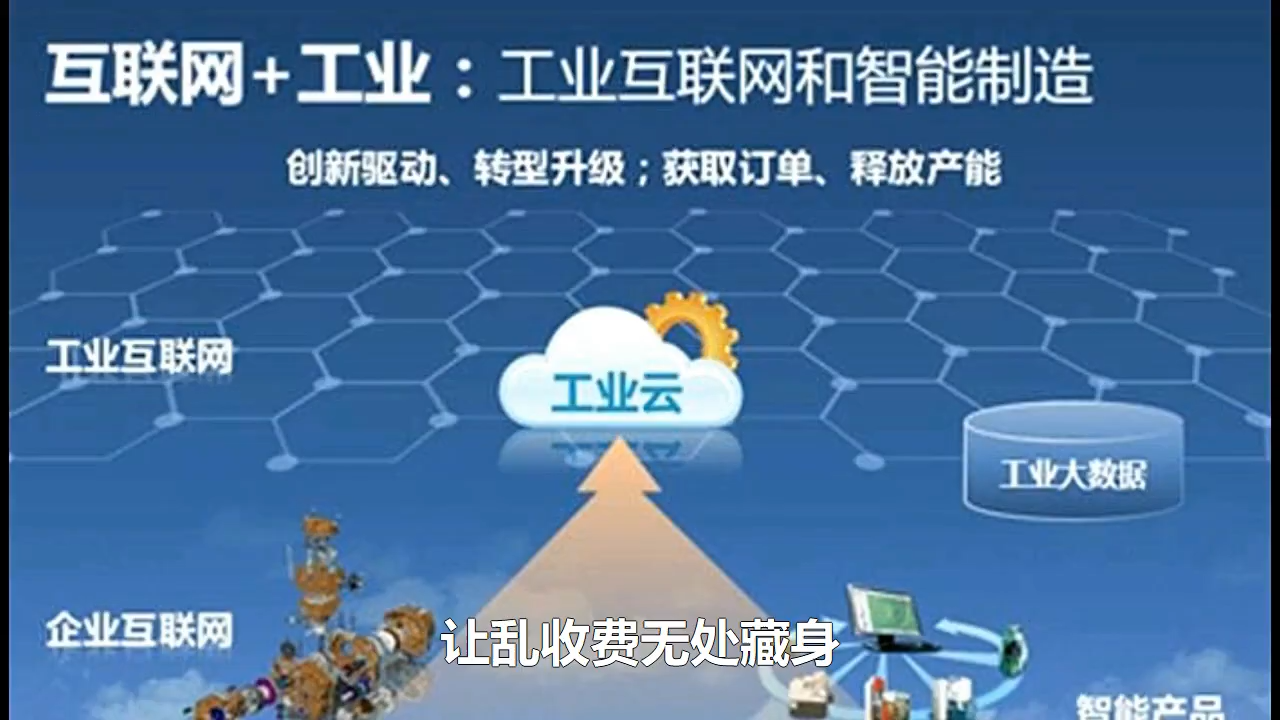 互联网+工业：工业互联网和智能制造
创新驱动、转型升级；获取订单、释放产能
工业互联网
工业云
工业大数据
企业互联网
让乱收费无处藏身
智能产品